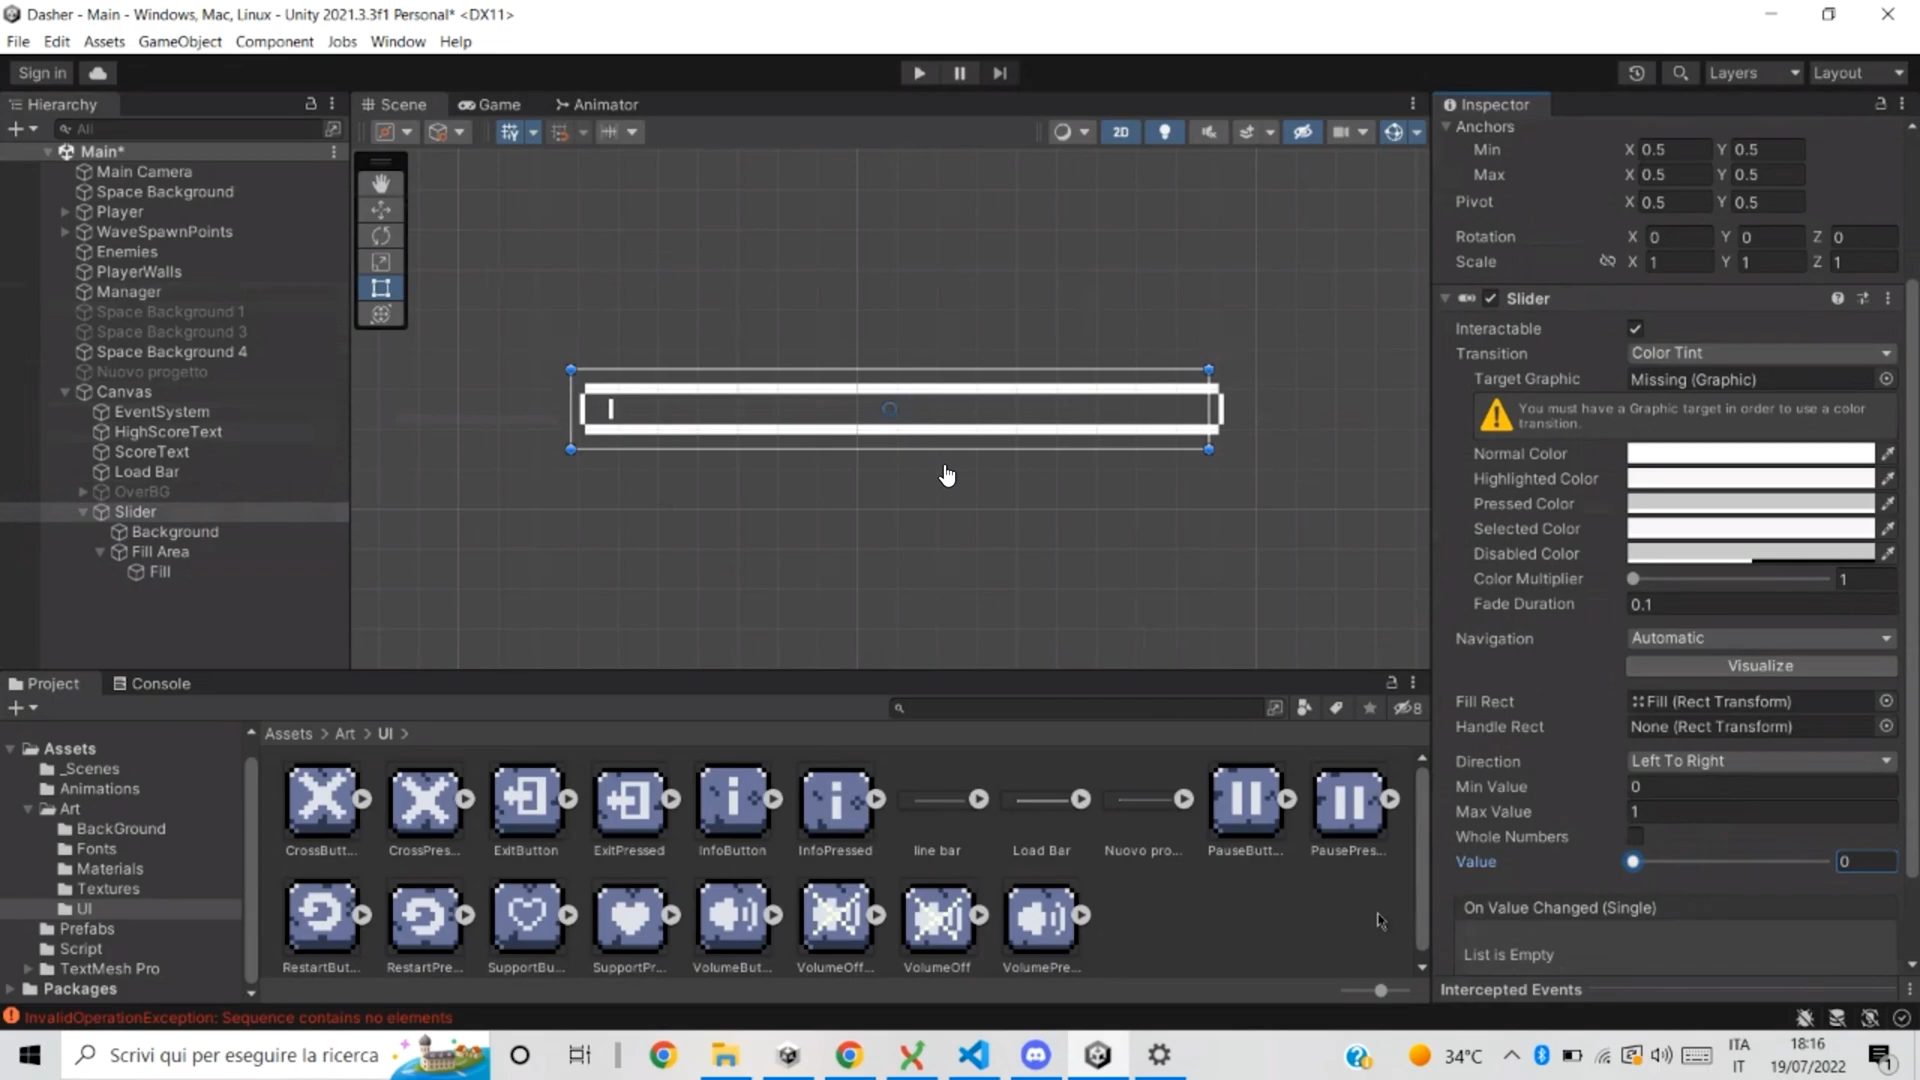 Dasher - Main - Windows, Mac, Linux - Unity 2021.3.3f1 Personal* <DX11>
File Edit Assets GameObject Component Jobs Window Help
Sign in
Layers
Layout
Hierarchy
All
Main*
Main Camera
Space Background
Player
WaveSpawnPoints
Enemies
PlayerWalls
Manager
Space Background 1
Space Background 3
Space Background 4
Nuovo progetto
Canvas
EventSystem
HighScoreText
ScoreText
Load Bar
OverBG
Slider
Background
Fill Area
Fill
Scene
Game
Animator
2D
Inspector
Anchors
Min X 0.5 Y 0.5
Max X 0.5 Y 0.5
Pivot X 0.5 Y 0.5
Rotation X 0 Y 0 Z 0
Scale X 1 Y 1 Z 1
Slider
Interactable
Transition Color Tint
Target Graphic Missing (Graphic)
You must have a Graphic target in order to use a color
transition.
Normal Color
Highlighted Color
Pressed Color
Selected Color
Disabled Color
Color Multiplier 1
Fade Duration 0.1
Navigation Automatic
Visualize
Fill Rect Fill (Rect Transform)
Handle Rect None (Rect Transform)
Direction Left To Right
Min Value 0
Max Value 1
Whole Numbers
Value 0
On Value Changed (Single)
List is Empty
Intercepted Events
Project
Console
8
Assets
_Scenes
Animations
Art
BackGround
Fonts
Materials
Textures
UI
Prefabs
Script
TextMesh Pro
Packages
Assets > Art > UI >
CrossButt... CrossPres... ExitButton ExitPressed InfoButton InfoPressed line bar Load Bar Nuovo pro... PauseButt... PausePres...
RestartBut... RestartPre... SupportBu... SupportPr... VolumeBut... VolumeOff... VolumeOff VolumePre...
InvalidOperationException: Sequence contains no elements
Scrivi qui per eseguire la ricerca
34°C
ITA
IT
18:16
19/07/2022
1